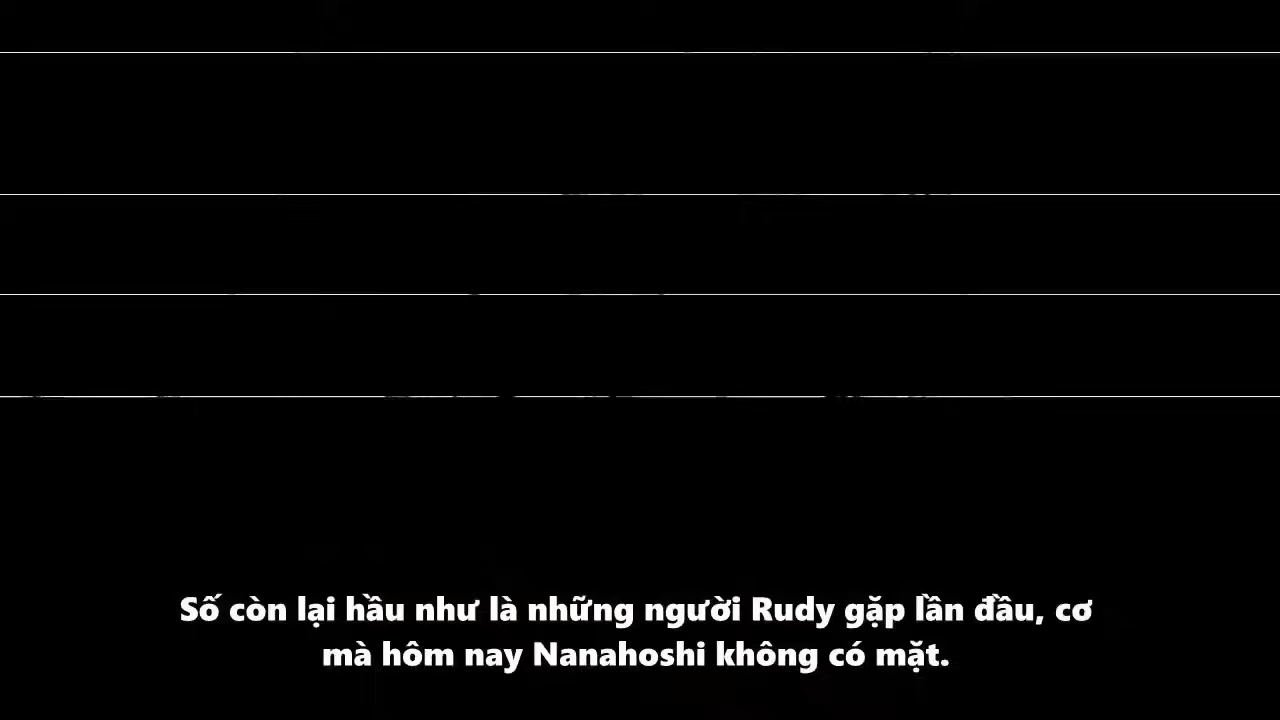 Số còn lại hầu như là những người Rudy gặp lần đầu, cơ
mà hôm nay Nanahoshi không có mặt.